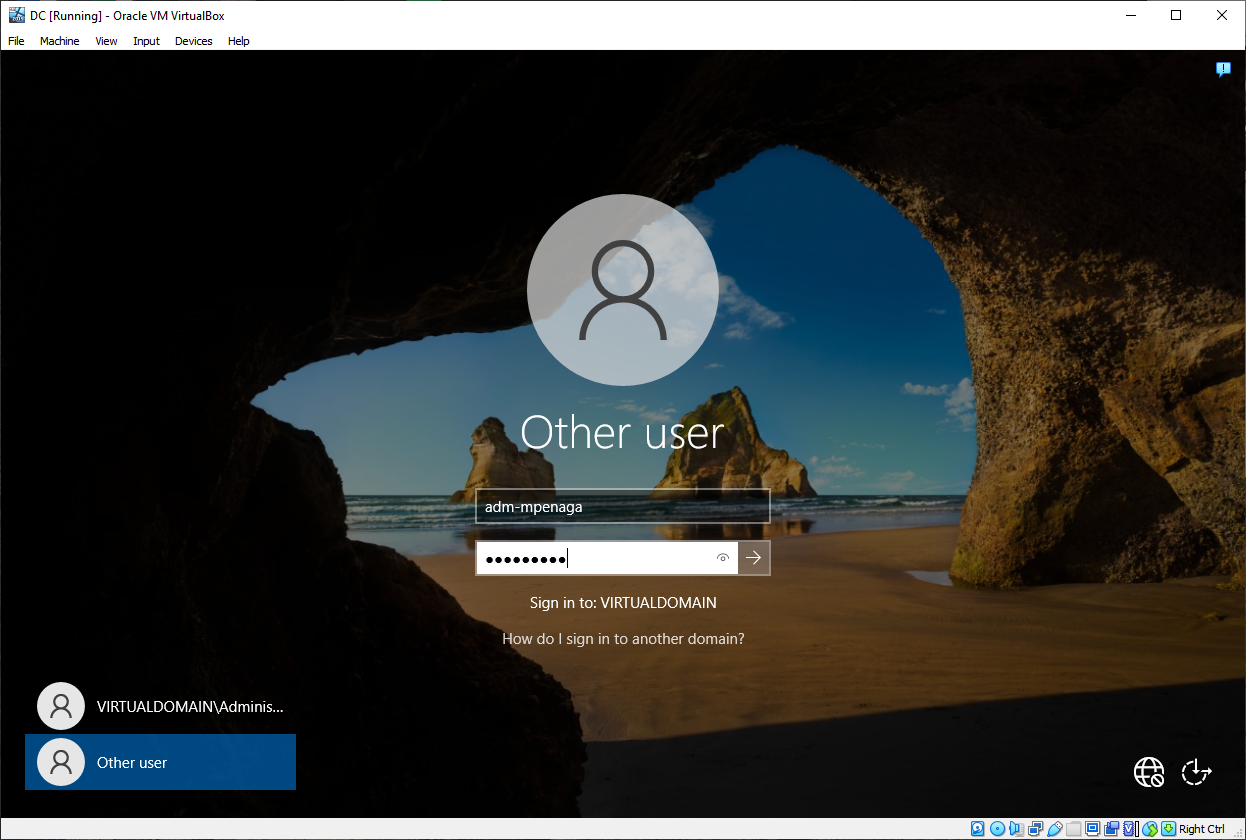 DC [Running] - Oracle VM VirtualBox
File Machine View Input Devices Help
Other user
adm-mpenaga
●●●●●●●●●
Sign in to: VIRTUALDOMAIN
How do I sign in to another domain?
VIRTUALDOMAIN\Adminis...
Other user
Right Ctrl